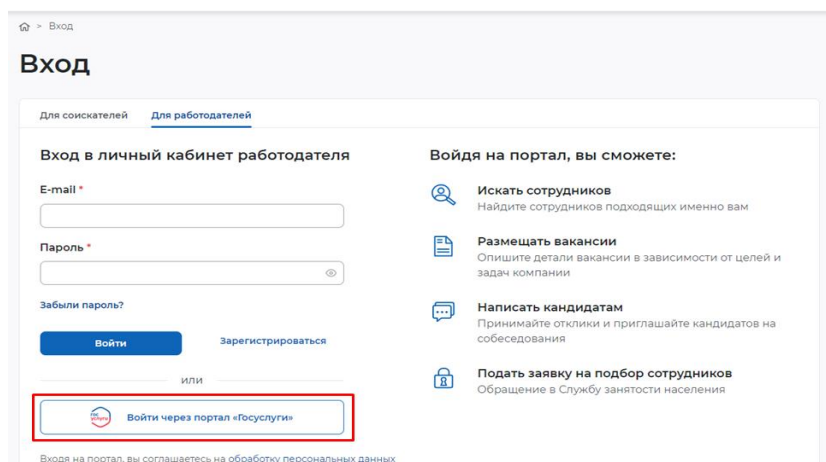 > Вход
Вход
Для соискателей Для работодателей
Вход в личный кабинет работодателя
E-mail *
Пароль *
Забыли пароль?
Войти Зарегистрироваться
или
гос услуги Войти через портал «Госуслуги»
Входя на портал, вы соглашаетесь на обработку персональных данных
Войдя на портал, вы сможете:
Искать сотрудников
Найдите сотрудников подходящих именно вам
Размещать вакансии
Опишите детали вакансии в зависимости от целей и
задач компании
Написать кандидатам
Принимайте отклики и приглашайте кандидатов на
собеседования
Подать заявку на подбор сотрудников
Обращение в Службу занятости населения